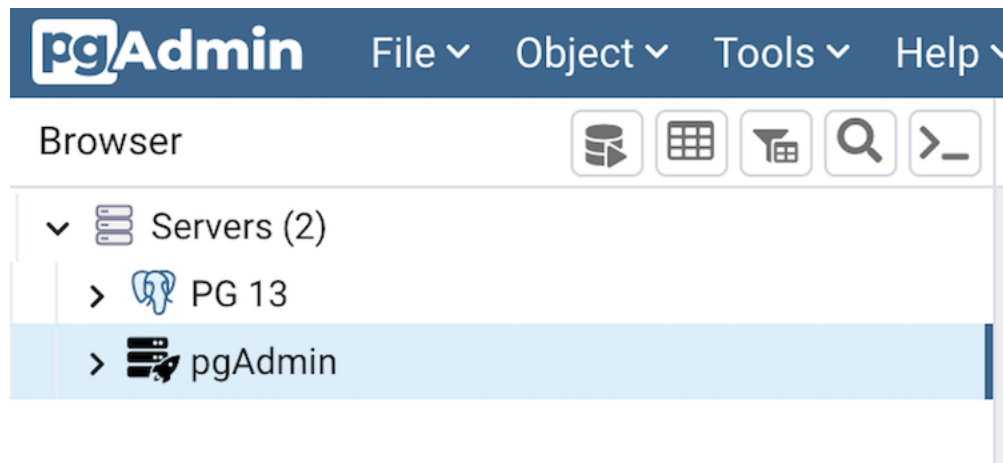 pgAdmin File Object Tools Help
Browser
Servers (2)
PG 13
pgAdmin